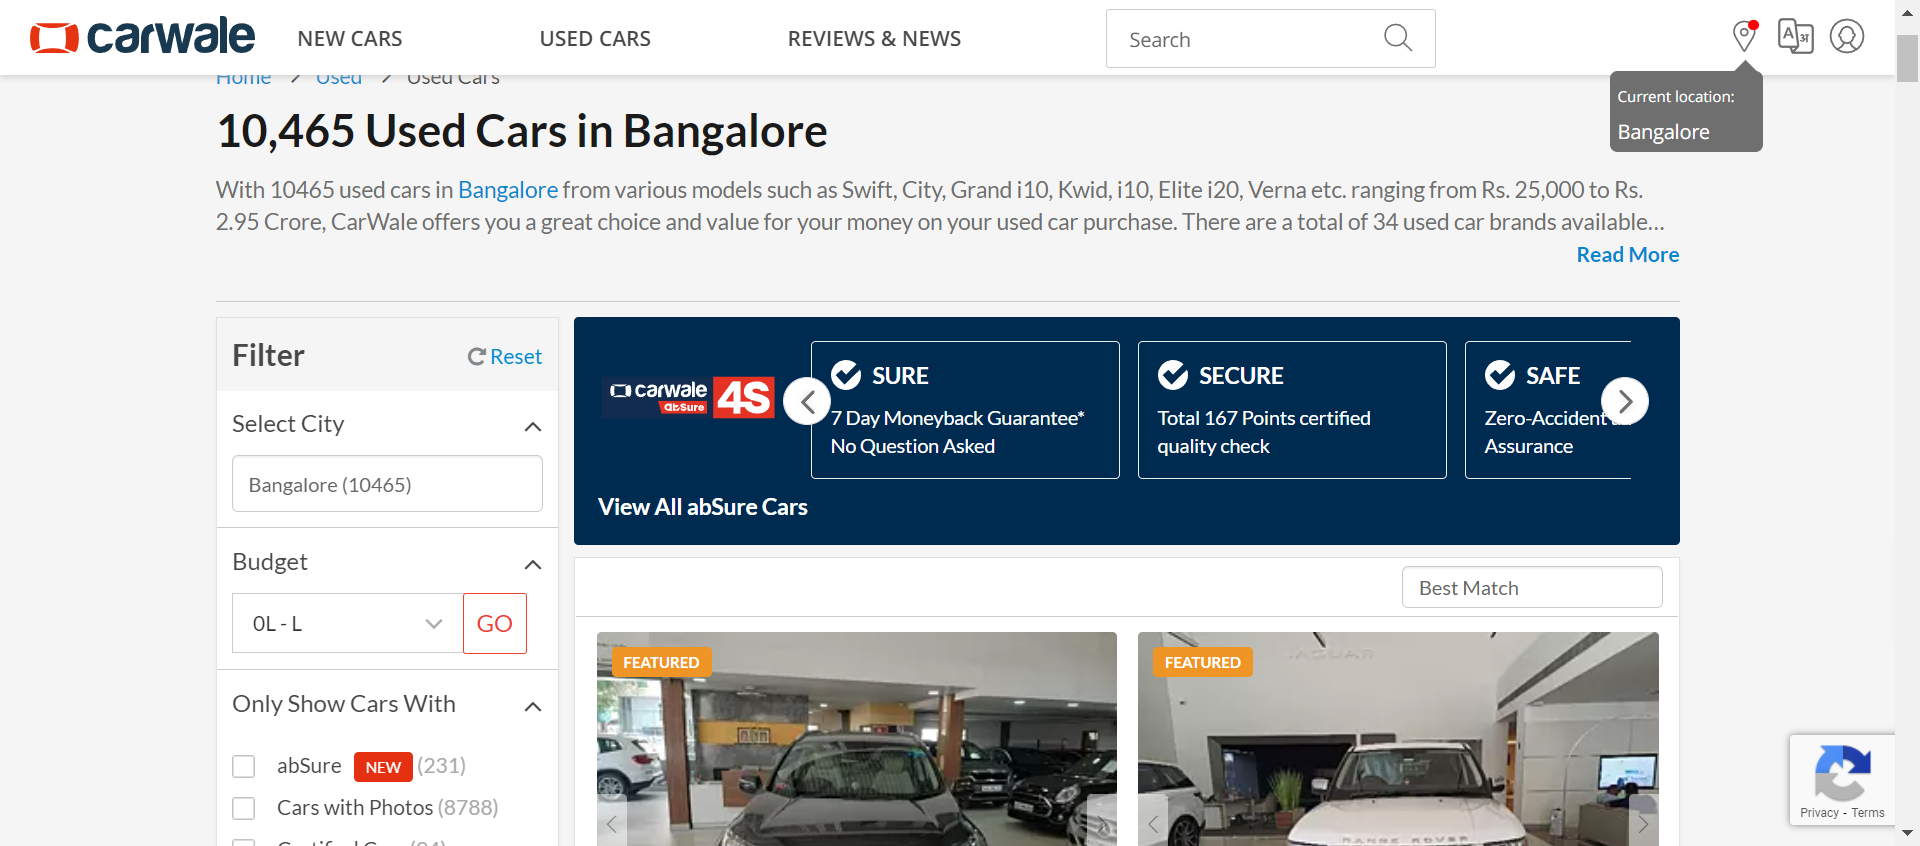 carwale NEW CARS USED CARS REVIEWS & NEWS Search
Current location:
Bangalore
Home Used Used Cars
10,465 Used Cars in Bangalore
With 10465 used cars in Bangalore from various models such as Swift, City, Grand i10, Kwid, i10, Elite i20, Verna etc. ranging from Rs. 25,000 to Rs.
2.95 Crore, CarWale offers you a great choice and value for your money on your used car purchase. There are a total of 34 used car brands available...
Read More
Filter
Reset
Select City
Bangalore (10465)
Budget
0L - L
GO
Only Show Cars With
abSure NEW (231)
Cars with Photos (8788)
carwale
abSure
4S
SURE
7 Day Moneyback Guarantee*
No Question Asked
SECURE
Total 167 Points certified
quality check
SAFE
Zero-Accident
Assurance
View All abSure Cars
Best Match
FEATURED
FEATURED
JAGUAR
RANGE ROVER
Privacy - Terms